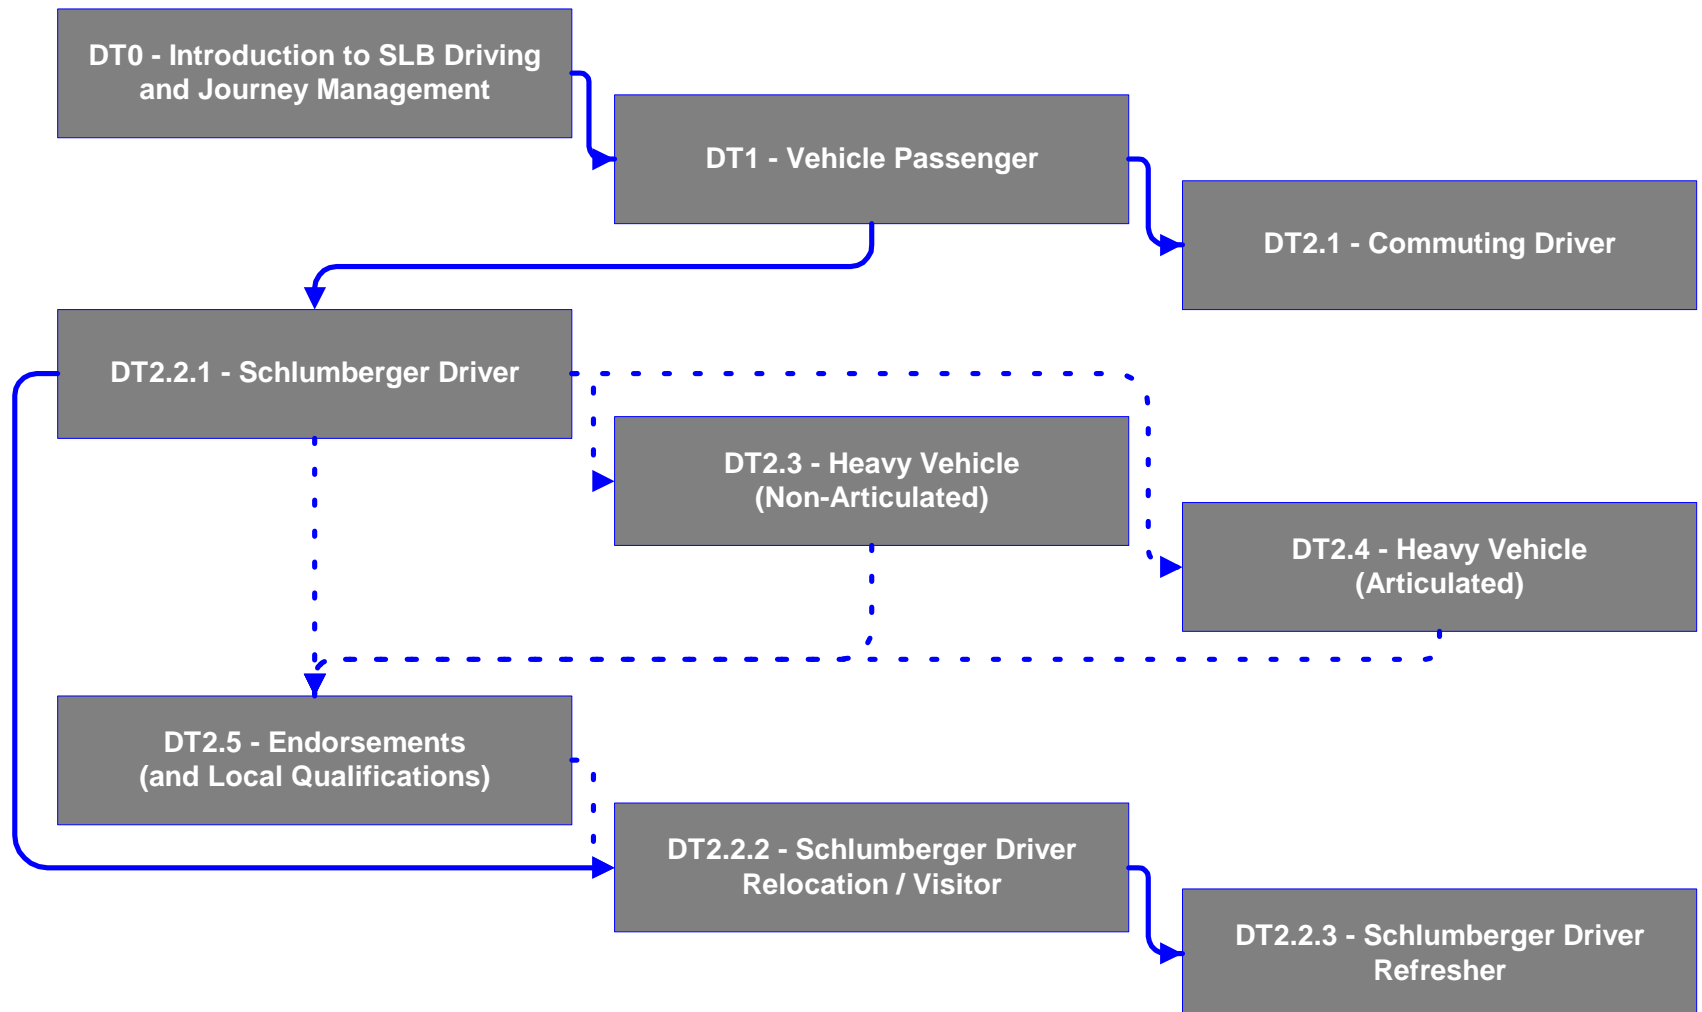 DT0 - Introduction to SLB Driving
and Journey Management
DT1 - Vehicle Passenger
DT2.1 - Commuting Driver
DT2.2.1 - Schlumberger Driver
DT2.3 - Heavy Vehicle
(Non-Articulated)
DT2.4 - Heavy Vehicle
(Articulated)
DT2.5 - Endorsements
(and Local Qualifications)
DT2.2.2 - Schlumberger Driver
Relocation / Visitor
DT2.2.3 - Schlumberger Driver
Refresher